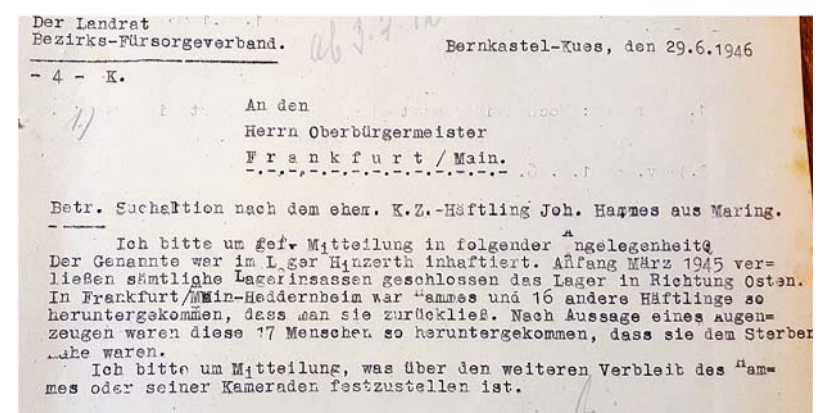 Der Landrat
Bezirks-Fürsorgeverband.
ab 3.7.
Bernkastel-Kues, den 29.6.1946
- 4 - K.
1.)
An den
Herrn Oberbürgermeister
F r a n k f u r t / Main.
Betr. Suchaktion nach dem ehem. K.Z.-Häftling Joh. Hammes aus Maring.
Ich bitte um gef. Mitteilung in folgender Angelegenheit
Der Genannte war im Lager Hinzerth inhaftiert. Anfang März 1945 ver=
ließen sämtliche Lagerinsassen geschlossen das Lager in Richtung Osten.
In Frankfurt/Main-Heddernheim war Hammes und 16 andere Häftlinge so
heruntergekommen, dass man sie zurückließ. Nach Aussage eines Augen=
zeugen waren diese 17 Menschen so heruntergekommen, dass sie dem Sterben
nahe waren.
Ich bitte um Mitteilung, was über den weiteren Verbleib des Ham=
mes oder seiner Kameraden festzustellen ist.